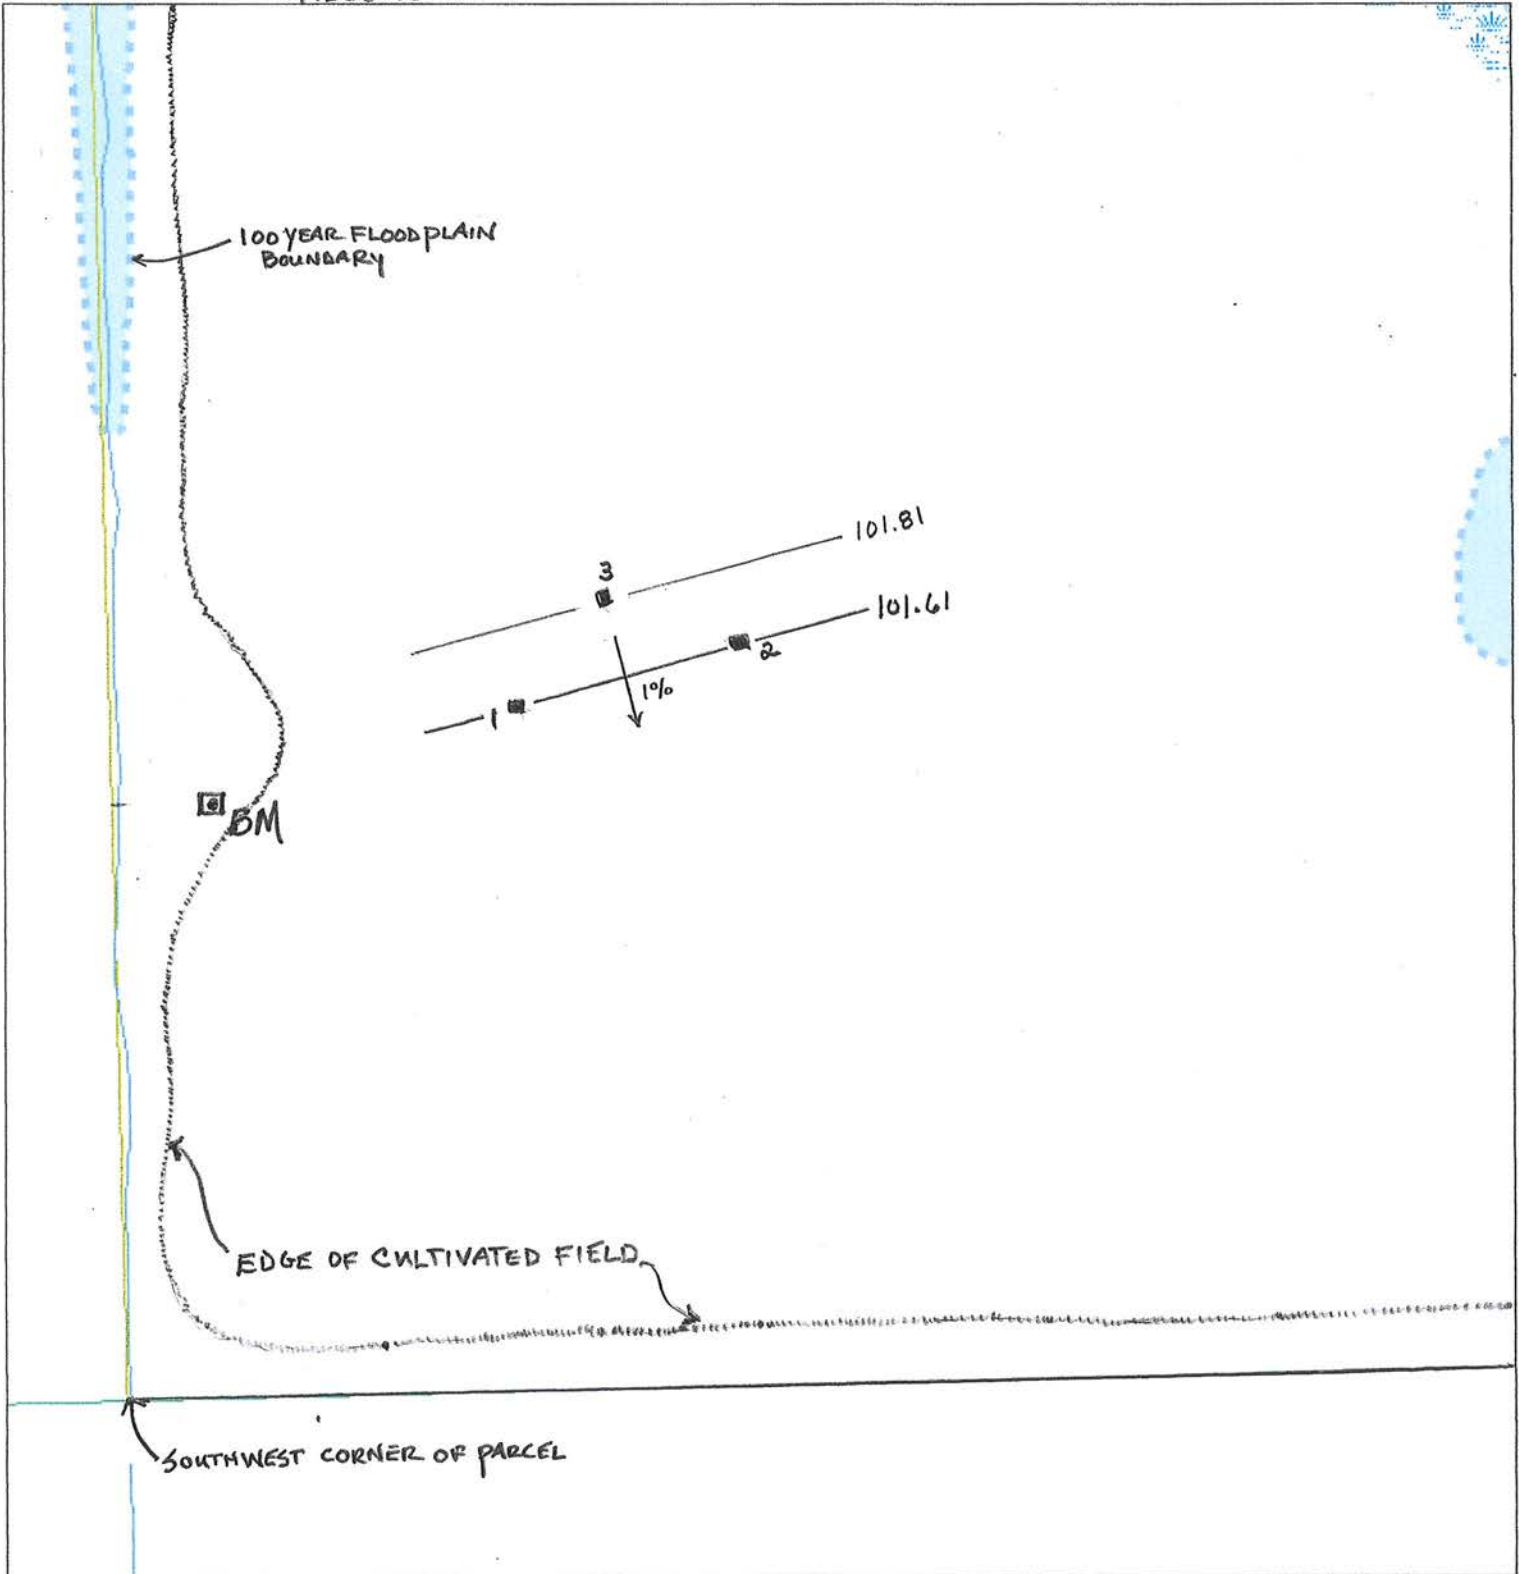 100 YEAR FLOODPLAIN
BOUNDARY
101.81
3
101.61
2
1%
1
BM
EDGE OF CULTIVATED FIELD
SOUTHWEST CORNER OF PARCEL